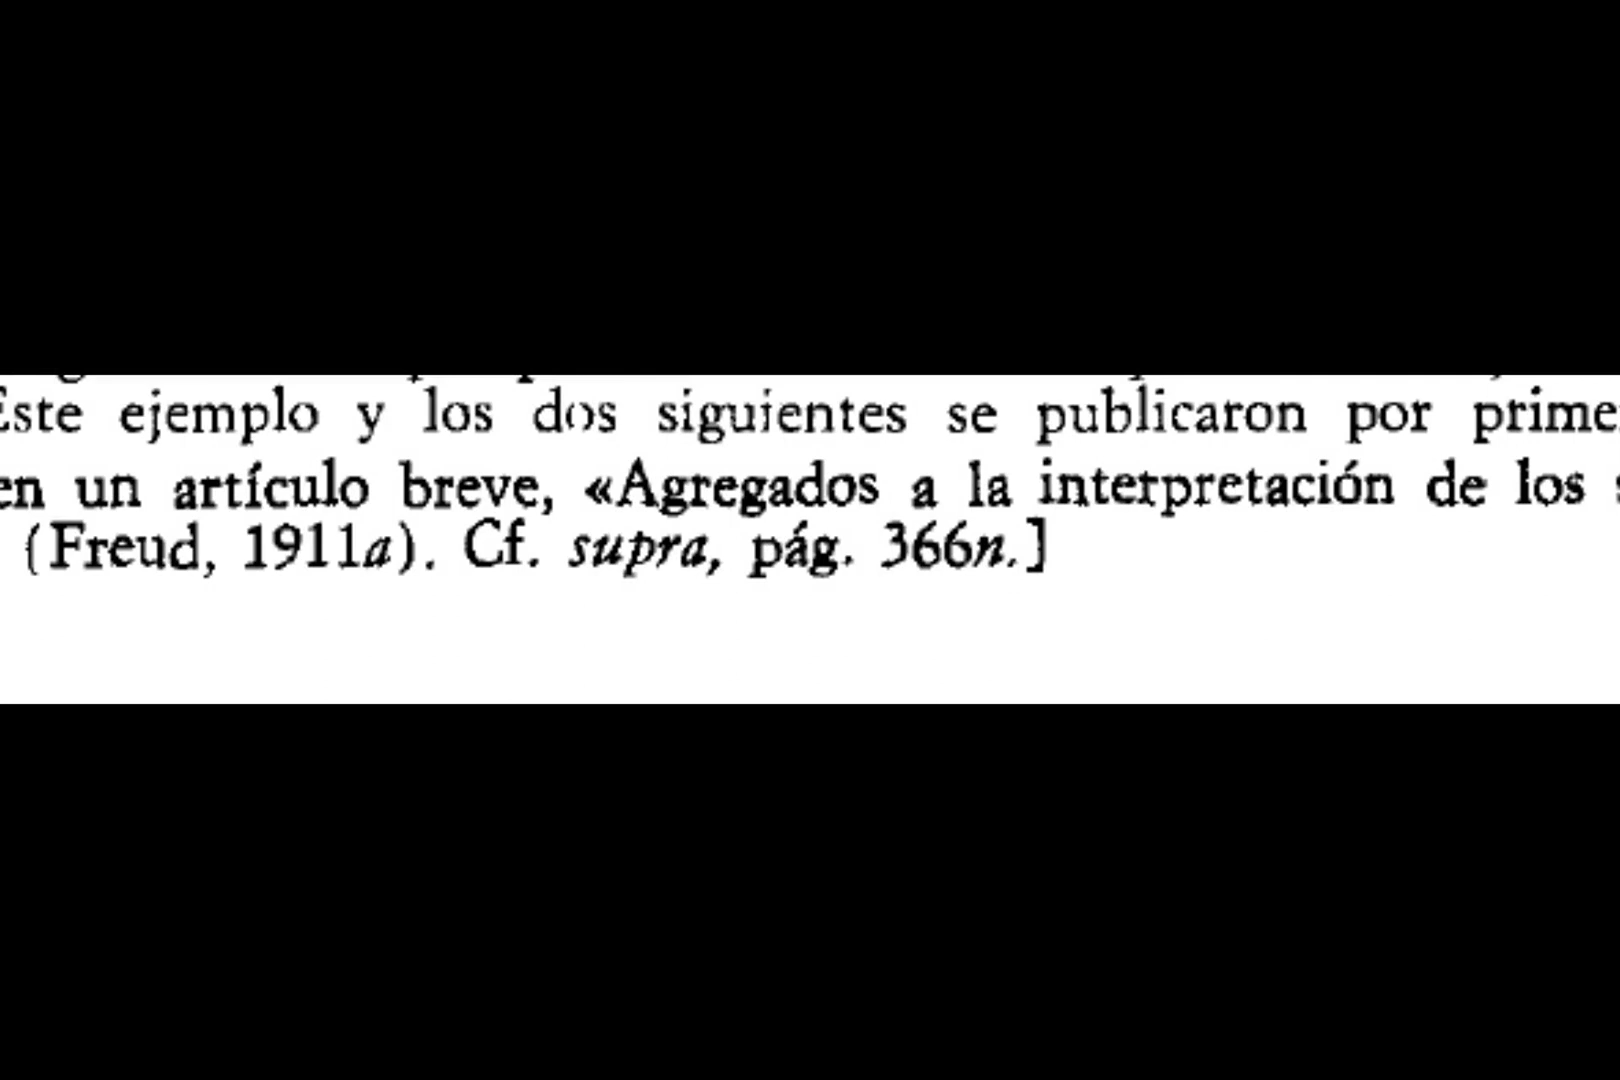 Este ejemplo y los dos siguientes se publicaron por
en un artículo breve, «Agregados a la interpretación de los
(Freud, 1911a). Cf. supra, pág. 366n.]